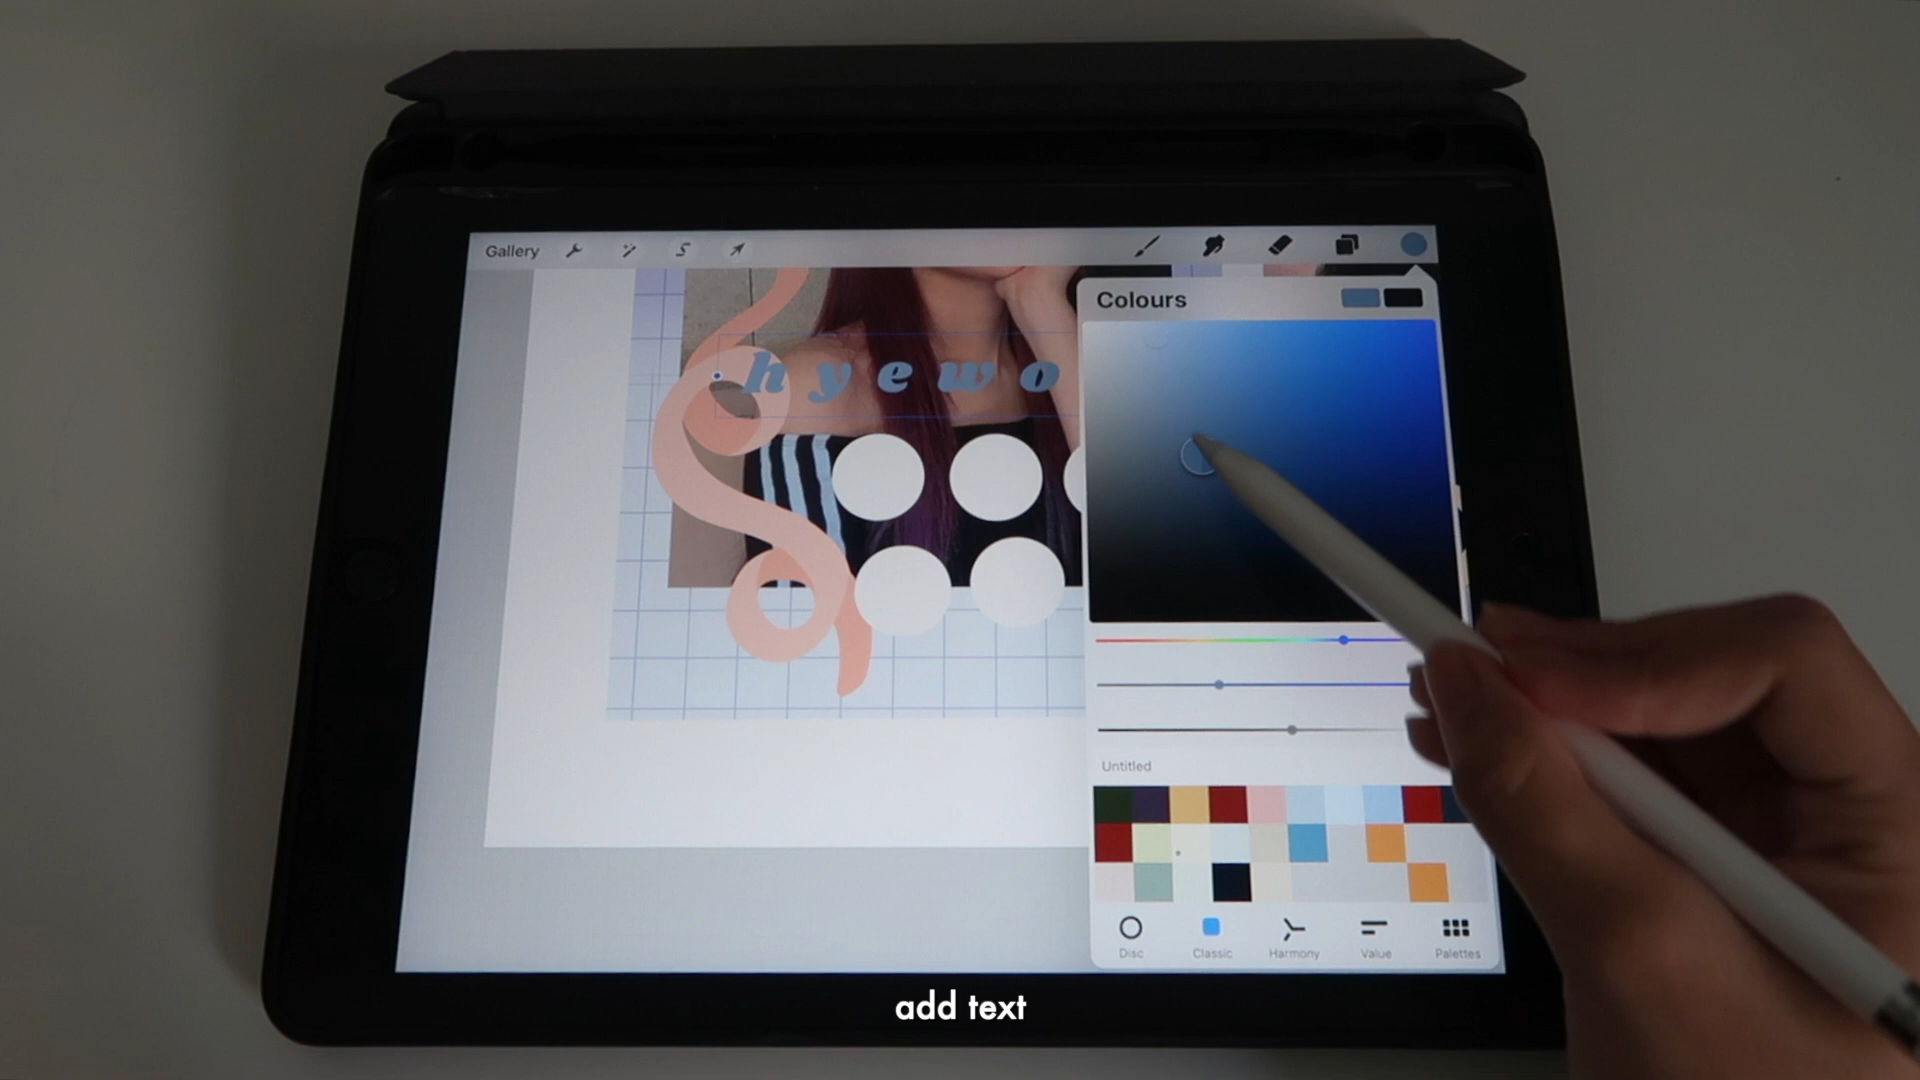 Gallery
Colours
h y e w o
Untitled
Disc Classic Harmony Value Palettes
add text